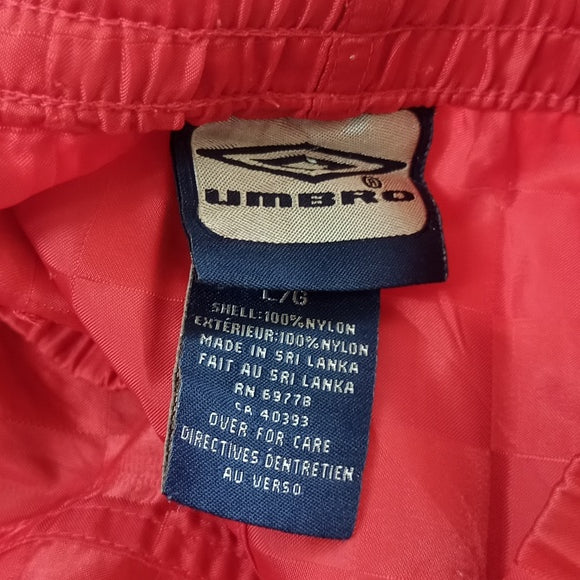 UMBRO®
L/G
SHELL:100%NYLON
EXTÉRIEUR:100%NYLON
MADE IN SRI LANKA
FAIT AU SRI LANKA
RN 69778
CA 40393
OVER FOR CARE
DIRECTIVES DENTRETIEN
AU VERSO